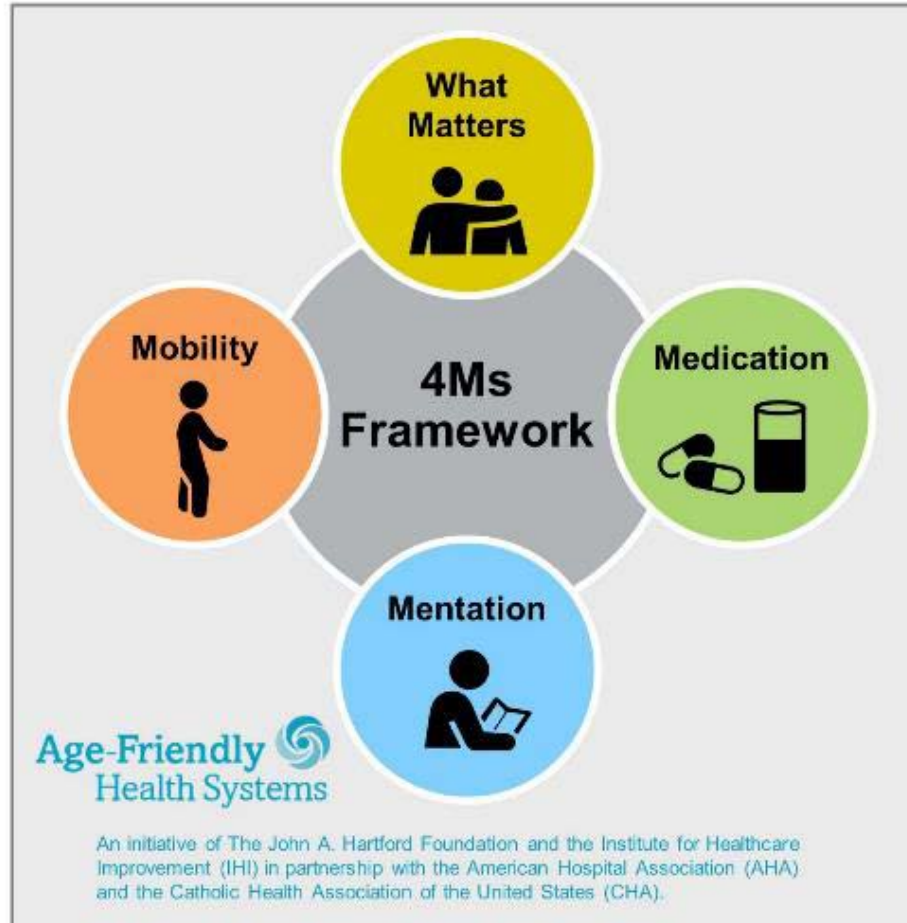 What
Matters
Mobility
4Ms
Framework
Medication
Mentation
Age-Friendly
Health Systems
An initiative of The John A. Hartford Foundation and the Institute for Healthcare
Improvement (IHI) in partnership with the American Hospital Association (AHA)
and the Catholic Health Association of the United States (CHA).